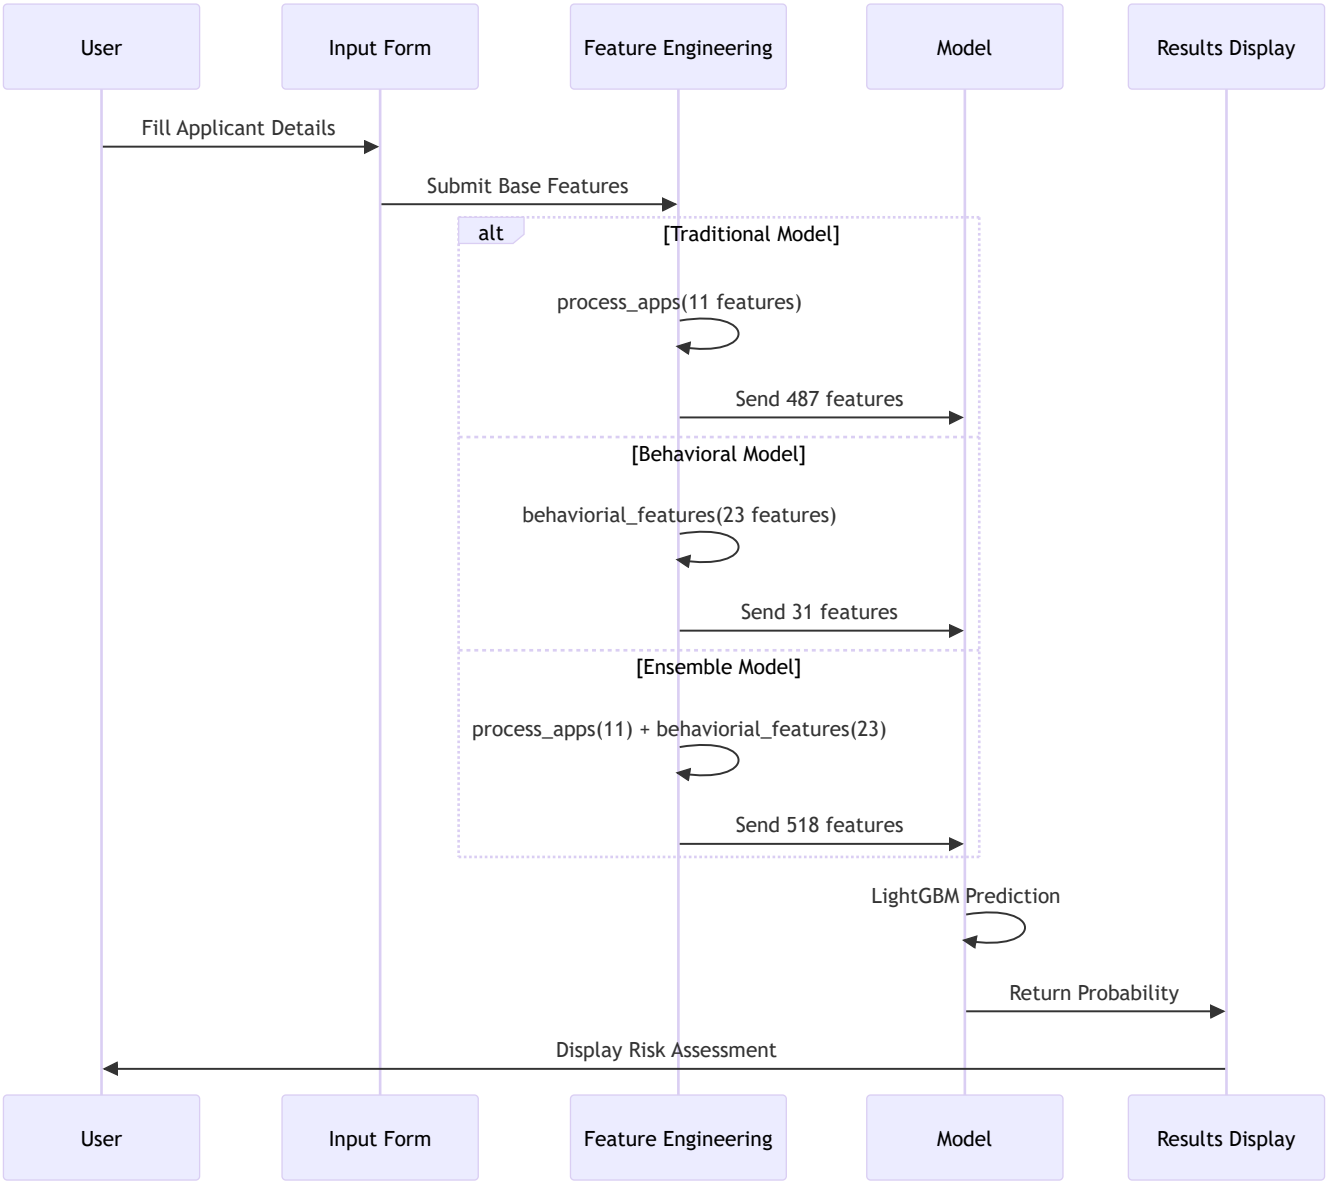 User
Input Form
Feature Engineering
Model
Results Display
Fill Applicant Details
Submit Base Features
alt
[Traditional Model]
process_apps(11 features)
Send 487 features
[Behavioral Model]
behaviorial_features(23 features)
Send 31 features
[Ensemble Model]
process_apps(11) + behaviorial_features(23)
Send 518 features
LightGBM Prediction
Return Probability
Display Risk Assessment
User
Input Form
Feature Engineering
Model
Results Display